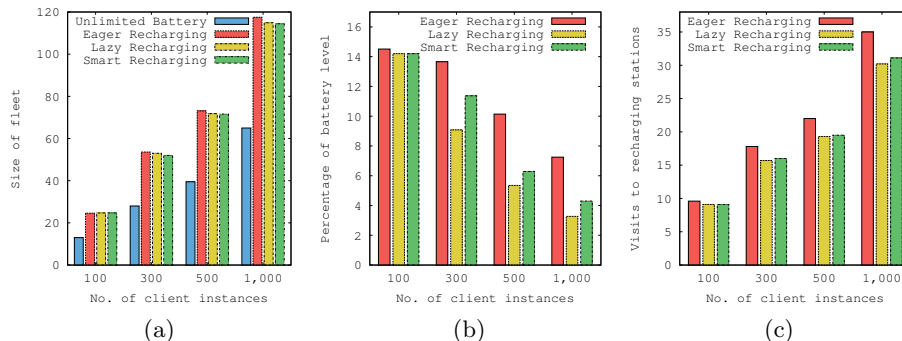 Size of fleet
120
100
80
60
40
20
0
Unlimited Battery
Eager Recharging
Lazy Recharging
Smart Recharging
100 300 500 1,000
No. of client instances
(a)
Percentage of battery level
16
14
12
10
8
6
4
2
0
Eager Recharging
Lazy Recharging
Smart Recharging
100 300 500 1,000
No. of client instances
(b)
Visits to recharging stations
35
30
25
20
15
10
5
0
Eager Recharging
Lazy Recharging
Smart Recharging
100 300 500 1,000
No. of client instances
(c)